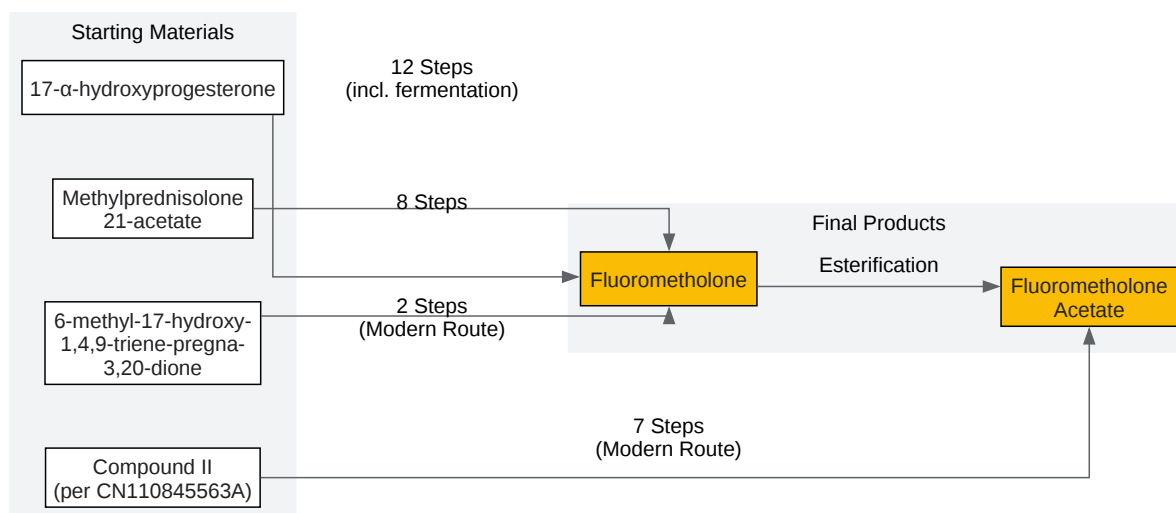 Starting Materials
17-α-hydroxyprogesterone
12 Steps
(incl. fermentation)
Methylprednisolone
21-acetate
8 Steps
Final Products
Fluorometholone
Esterification
Fluorometholone
Acetate
6-methyl-17-hydroxy-
1,4,9-triene-pregna-
3,20-dione
2 Steps
(Modern Route)
7 Steps
(Modern Route)
Compound II
(per CN110845563A)